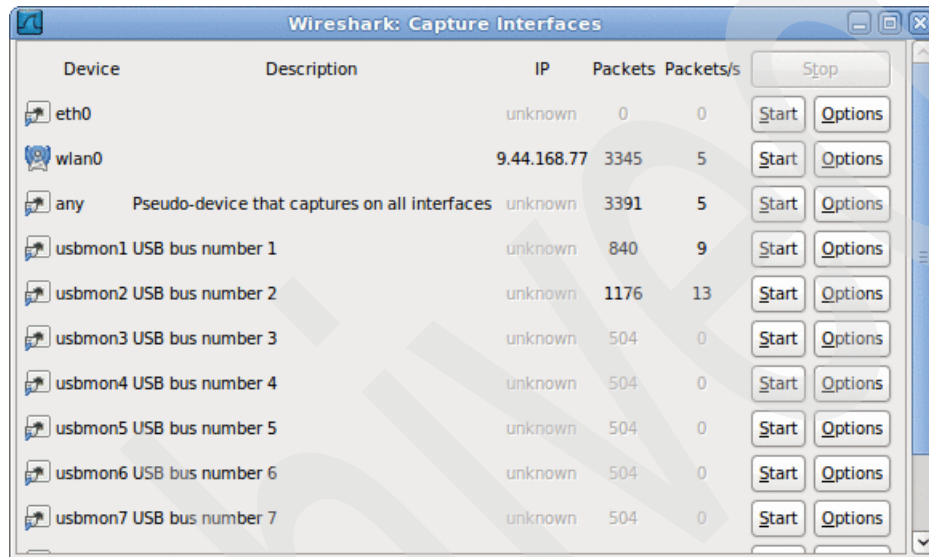 Wireshark: Capture Interfaces
Device Description IP Packets Packets/s Stop
eth0 unknown 0 0 Start Options
wlan0 9.44.168.77 3345 5 Start Options
any Pseudo-device that captures on all interfaces unknown 3391 5 Start Options
usbmon1 USB bus number 1 unknown 840 9 Start Options
usbmon2 USB bus number 2 unknown 1176 13 Start Options
usbmon3 USB bus number 3 unknown 504 0 Start Options
usbmon4 USB bus number 4 unknown 504 0 Start Options
usbmon5 USB bus number 5 unknown 504 0 Start Options
usbmon6 USB bus number 6 unknown 504 0 Start Options
usbmon7 USB bus number 7 unknown 504 0 Start Options